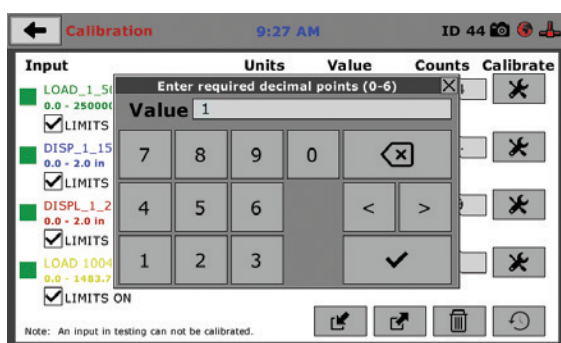 Calibration 9:27 AM ID 44
Input Units Value Counts Calibrate
Enter required decimal points (0-6)
Value 1
LOAD_1_50
0.0 - 25000
LIMITS
DISP_1_15
0.0 - 2.0 in
LIMITS
DISPL_1_2
0.0 - 2.0 in
LIMITS
LOAD 1004
0.0 - 1483.7
LIMITS ON
7 8 9 0
4 5 6 < >
1 2 3
Note: An input in testing can not be calibrated.